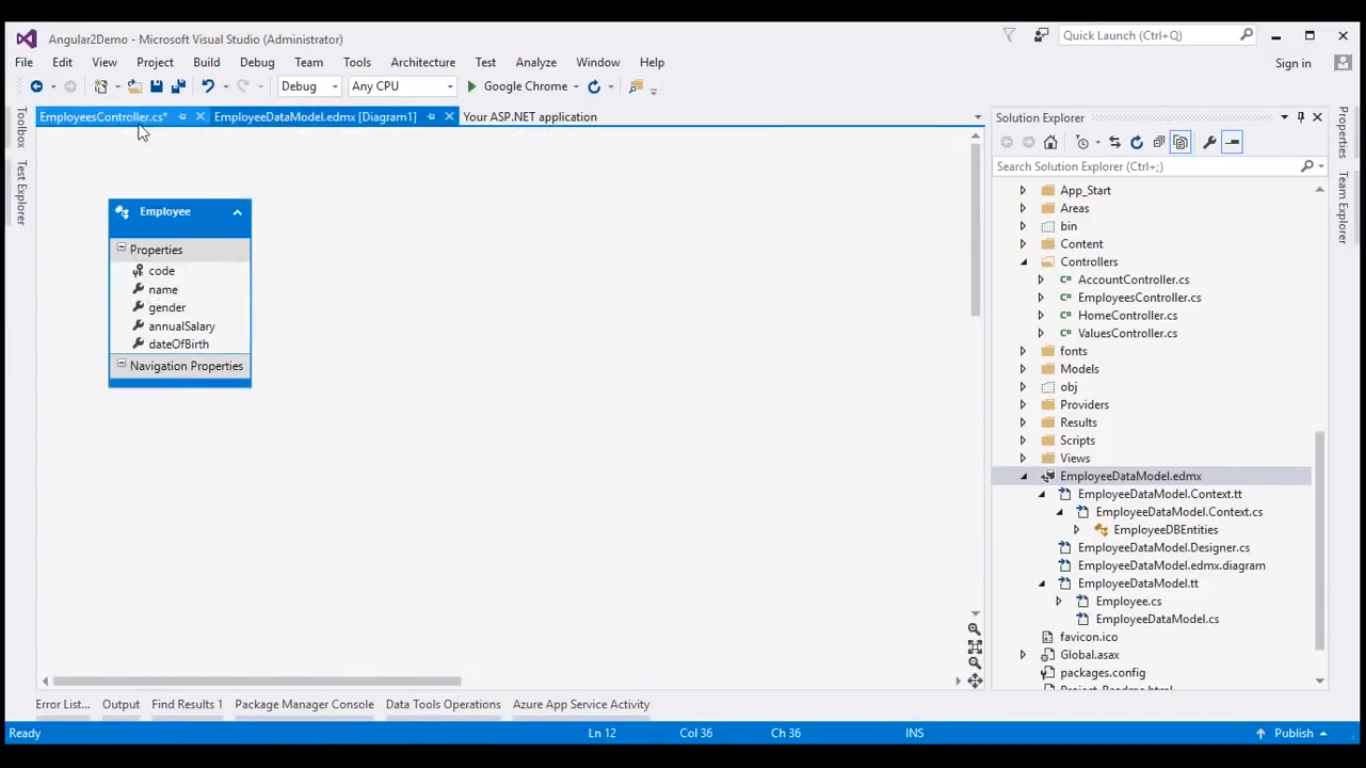 Angular2Demo - Microsoft Visual Studio (Administrator)
Quick Launch (Ctrl+Q)
File Edit View Project Build Debug Team Tools Architecture Test Analyze Window Help
Sign in
Debug Any CPU Google Chrome
EmployeesController.cs* EmployeeDataModel.edmx [Diagram1] Your ASP.NET application
Toolbox
Test Explorer
Employee
Properties
code
name
gender
annualSalary
dateOfBirth
Navigation Properties
Solution Explorer
Search Solution Explorer (Ctrl+;)
App_Start
Areas
bin
Content
Controllers
AccountController.cs
EmployeesController.cs
HomeController.cs
ValuesController.cs
fonts
Models
obj
Providers
Results
Scripts
Views
EmployeeDataModel.edmx
EmployeeDataModel.Context.tt
EmployeeDataModel.Context.cs
EmployeeDBEntities
EmployeeDataModel.Designer.cs
EmployeeDataModel.edmx.diagram
EmployeeDataModel.tt
Employee.cs
EmployeeDataModel.cs
favicon.ico
Global.asax
packages.config
Project_Readme.html
Properties
Team Explorer
Error List... Output Find Results 1 Package Manager Console Data Tools Operations Azure App Service Activity
Ready Ln 12 Col 36 Ch 36 INS Publish